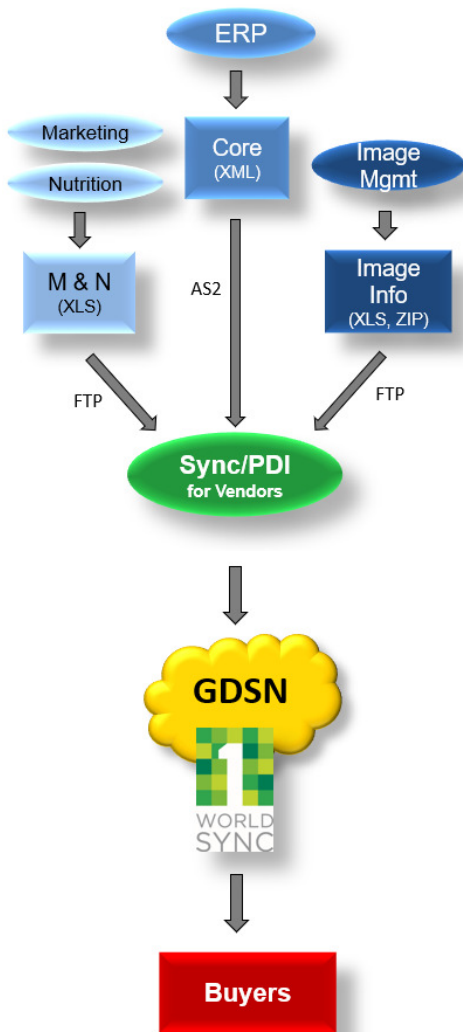 ERP
Marketing
Nutrition
Core
(XML)
Image
Mgmt
M & N
(XLS)
AS2
Image
Info
(XLS, ZIP)
FTP
FTP
Sync/PDI
for Vendors
GDSN
1
WORLD
SYNC
Buyers